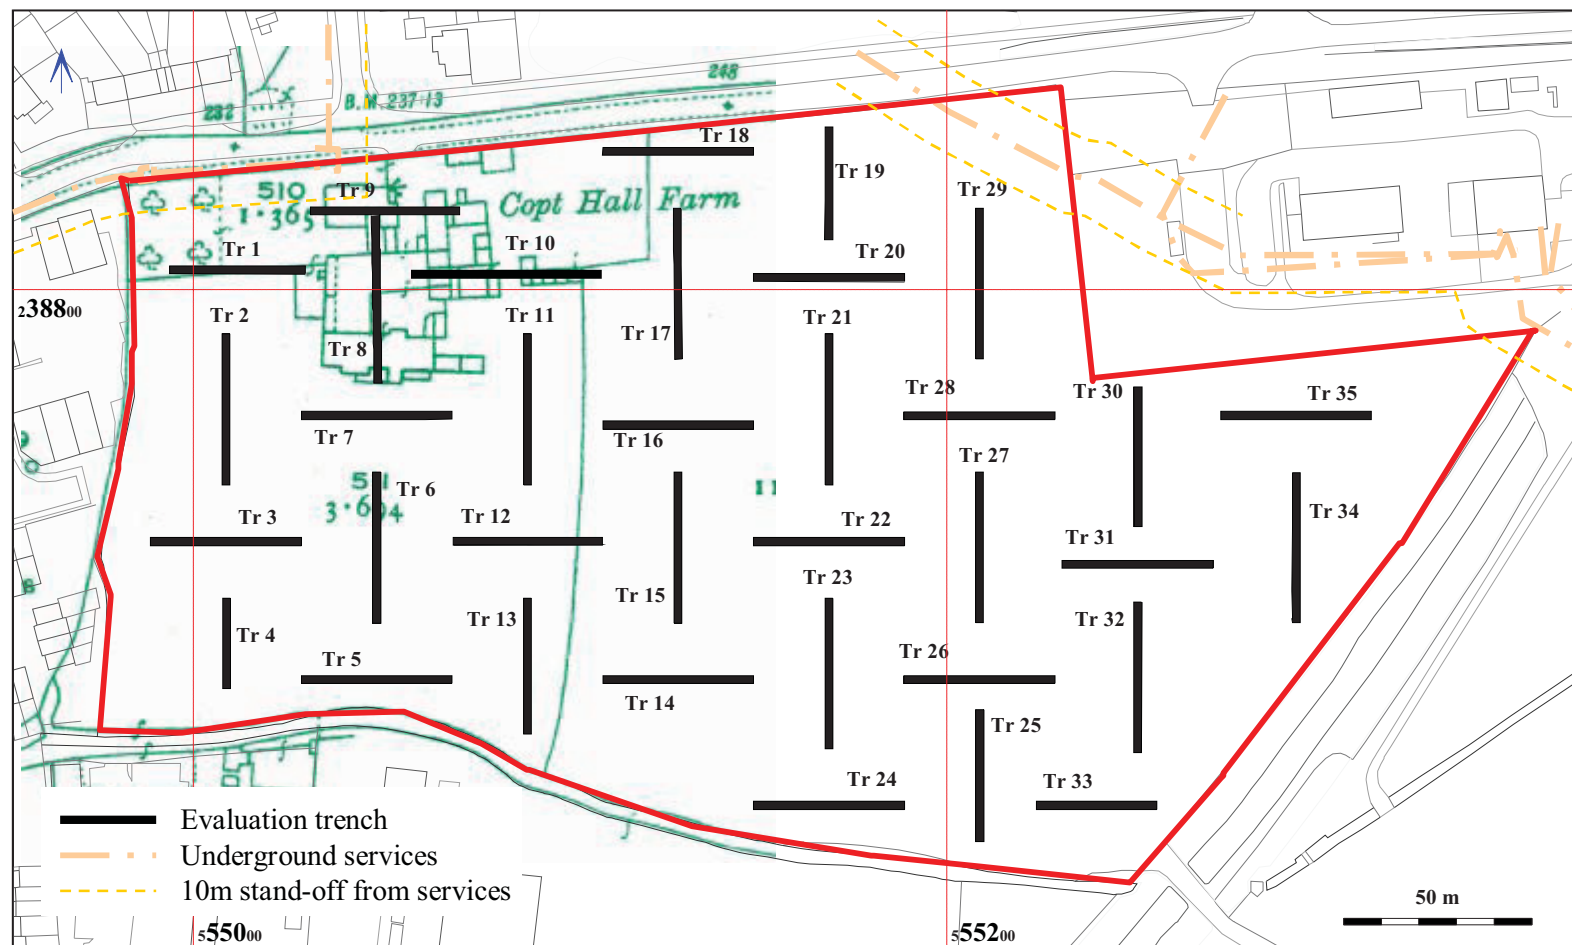 248
232
B.M. 237·13
Tr 18
Tr 19
Tr 29
510
1·365
Tr 9
Copt Hall Farm
Tr 1
Tr 10
Tr 20
23880​0
Tr 2
Tr 11
Tr 21
Tr 17
Tr 8
Tr 28
Tr 30
Tr 35
Tr 7
Tr 16
Tr 27
Tr 6
3·604
Tr 3
Tr 12
Tr 22
Tr 34
Tr 31
Tr 23
Tr 15
Tr 13
Tr 32
Tr 4
Tr 5
Tr 26
Tr 14
Tr 25
Tr 24
Tr 33
Evaluation trench
Underground services
10m stand-off from services
50 m
555000
555200